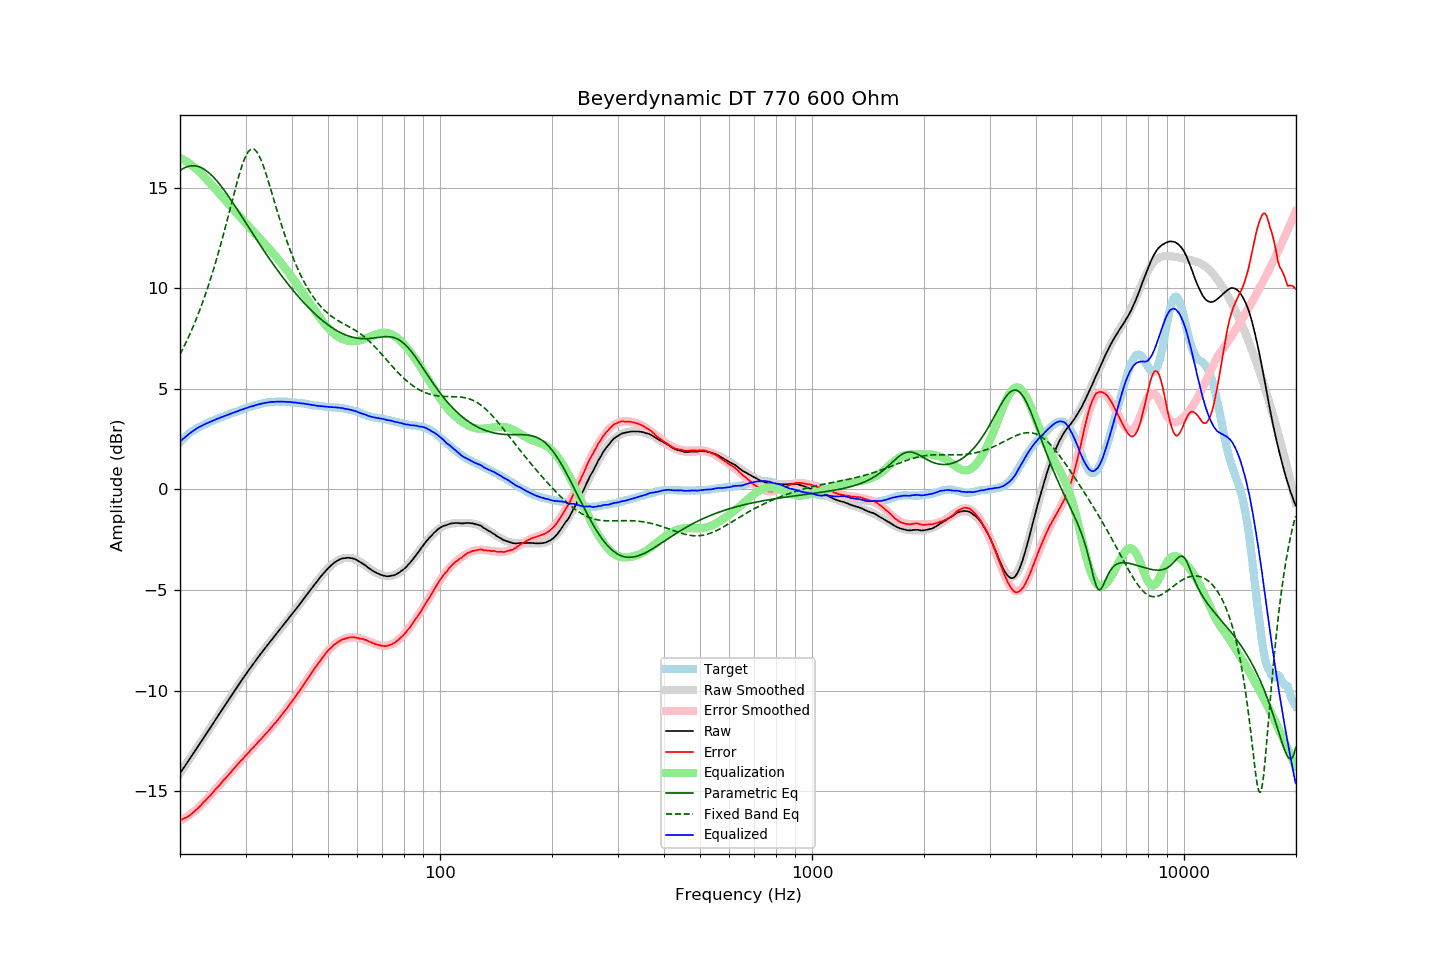 Beyerdynamic DT 770 600 Ohm
Amplitude (dBr)
15
10
5
0
−5
−10
−15
Target
Raw Smoothed
Error Smoothed
Raw
Error
Equalization
Parametric Eq
Fixed Band Eq
Equalized
100
1000
10000
Frequency (Hz)